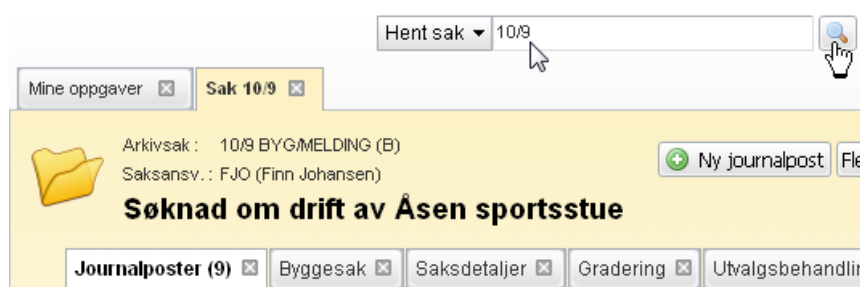 Hent sak 10/9
Mine oppgaver Sak 10/9
Arkivsak : 10/9 BYG/MELDING (B)
Saksansv. : FJO (Finn Johansen)
Ny journalpost
Søknad om drift av Åsen sportsstue
Journalposter (9) Byggesak Saksdetaljer Gradering